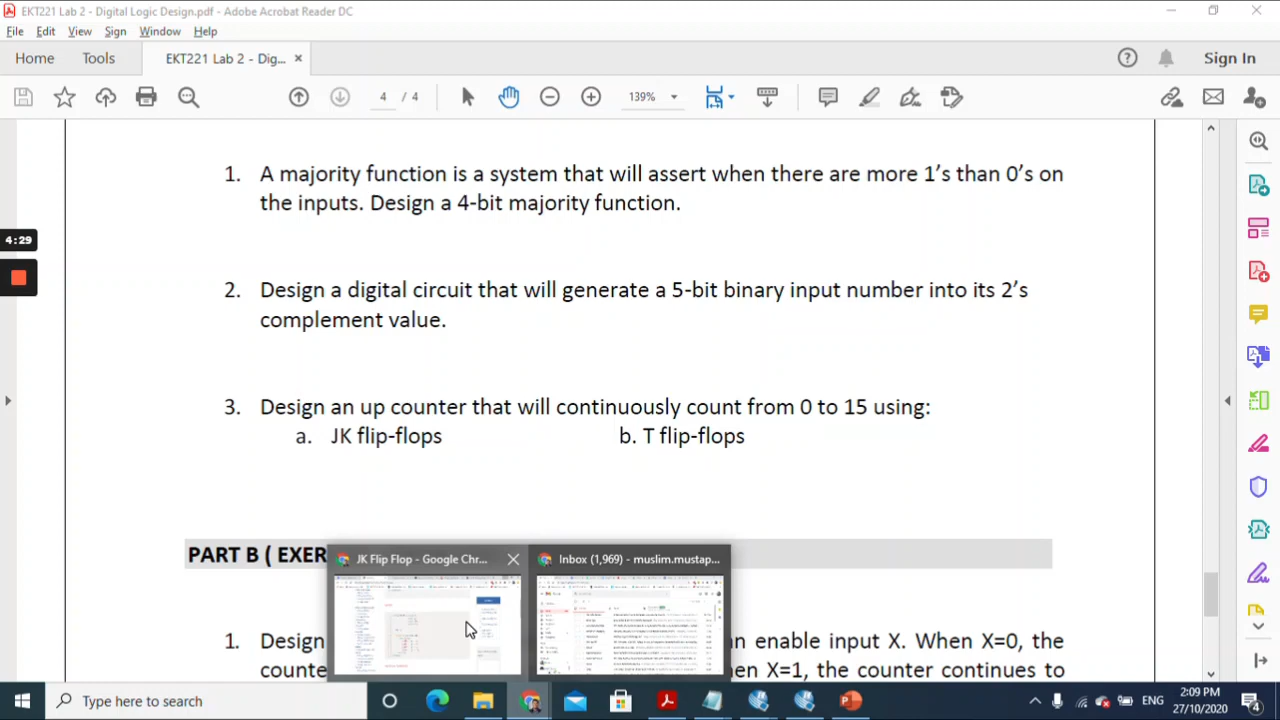 EKT221 Lab 2 - Digital Logic Design.pdf - Adobe Acrobat Reader DC
File Edit View Sign Window Help
Home Tools EKT221 Lab 2 - Dig... ×
Sign In
4 / 4
139%
1. A majority function is a system that will assert when there are more 1’s than 0’s on
the inputs. Design a 4-bit majority function.
4:29
2. Design a digital circuit that will generate a 5-bit binary input number into its 2’s
complement value.
3. Design an up counter that will continuously count from 0 to 15 using:
a. JK flip-flops b. T flip-flops
PART B ( EXER
JK Flip Flop - Google Chr... Inbox (1,969) - muslim.mustap...
1. Design n enable input X. When X=0, the
counte en X=1, the counter continues to
Type here to search
ENG
2:09 PM
27/10/2020
4